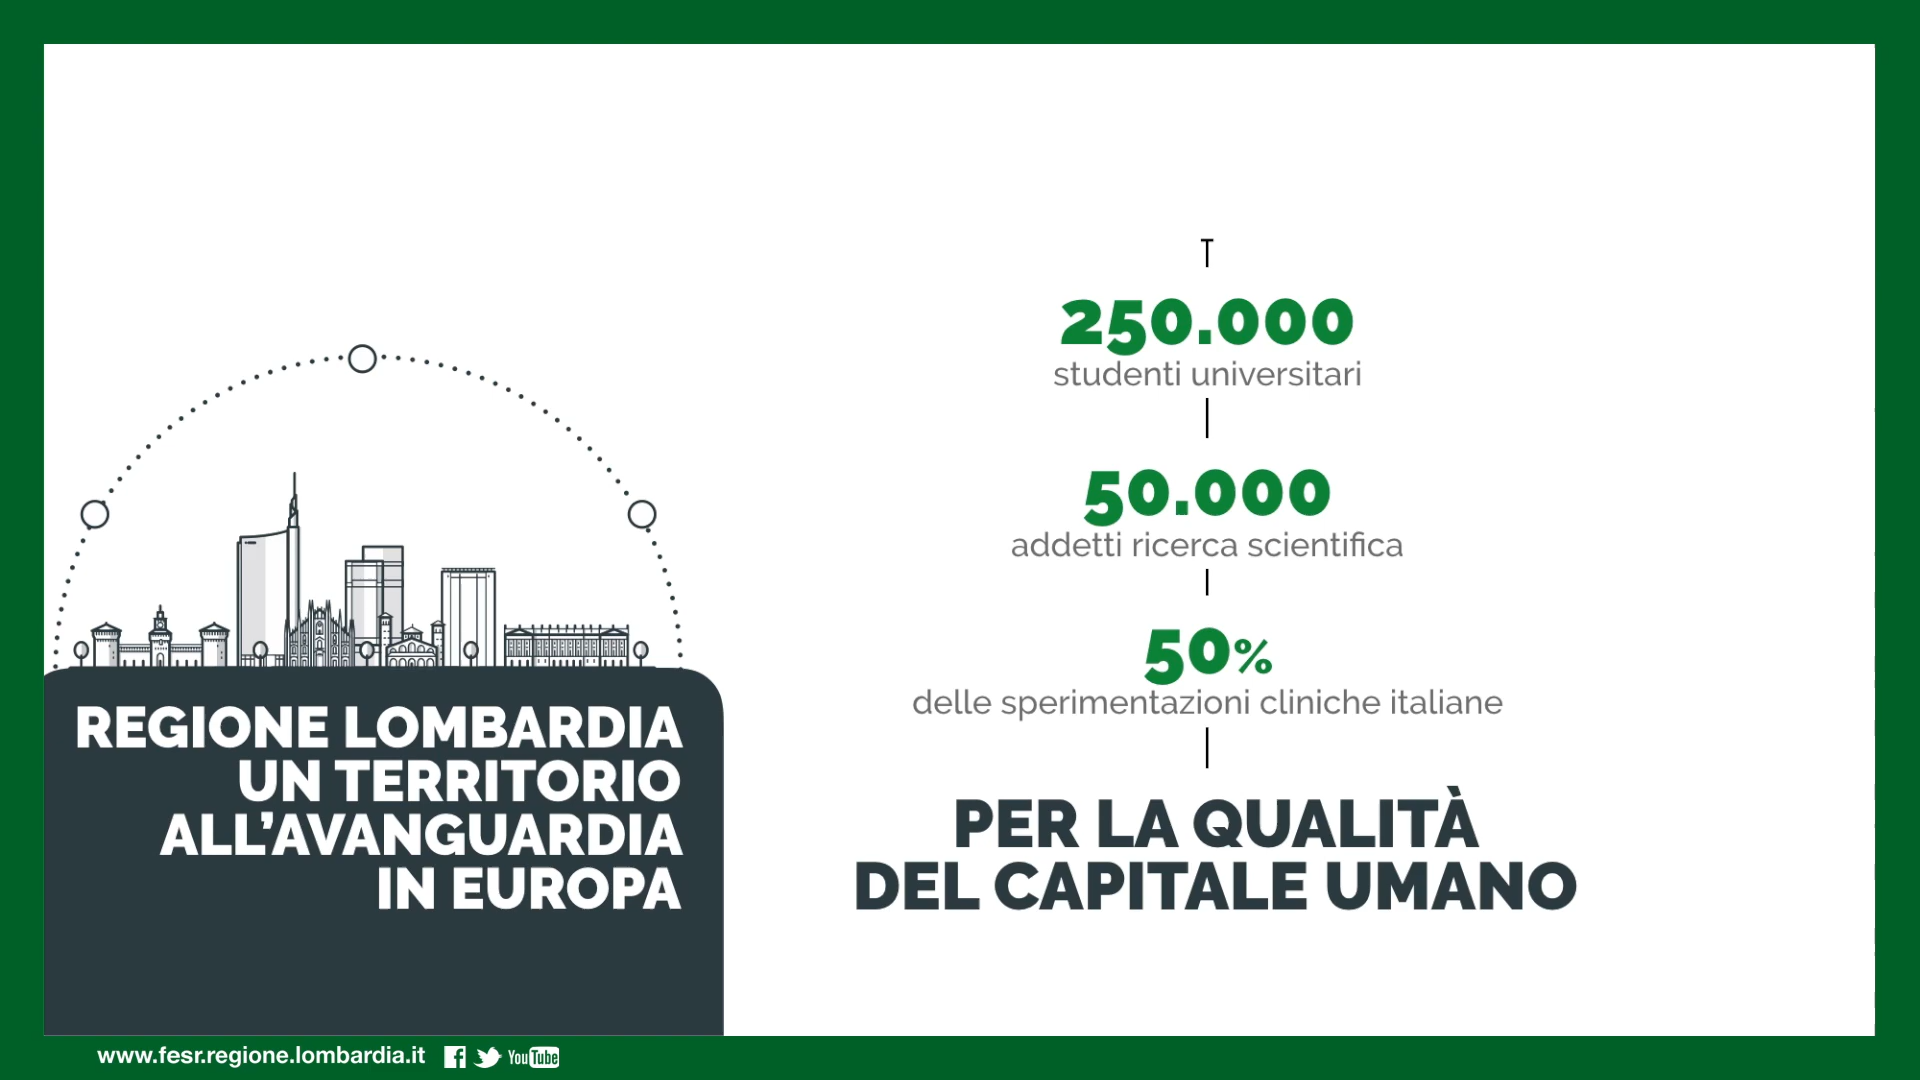 250.000
studenti universitari
50.000
addetti ricerca scientifica
50%
delle sperimentazioni cliniche italiane
PER LA QUALITÀ
DEL CAPITALE UMANO
REGIONE LOMBARDIA
UN TERRITORIO
ALL'AVANGUARDIA
IN EUROPA
www.fesr.regione.lombardia.it
YouTube